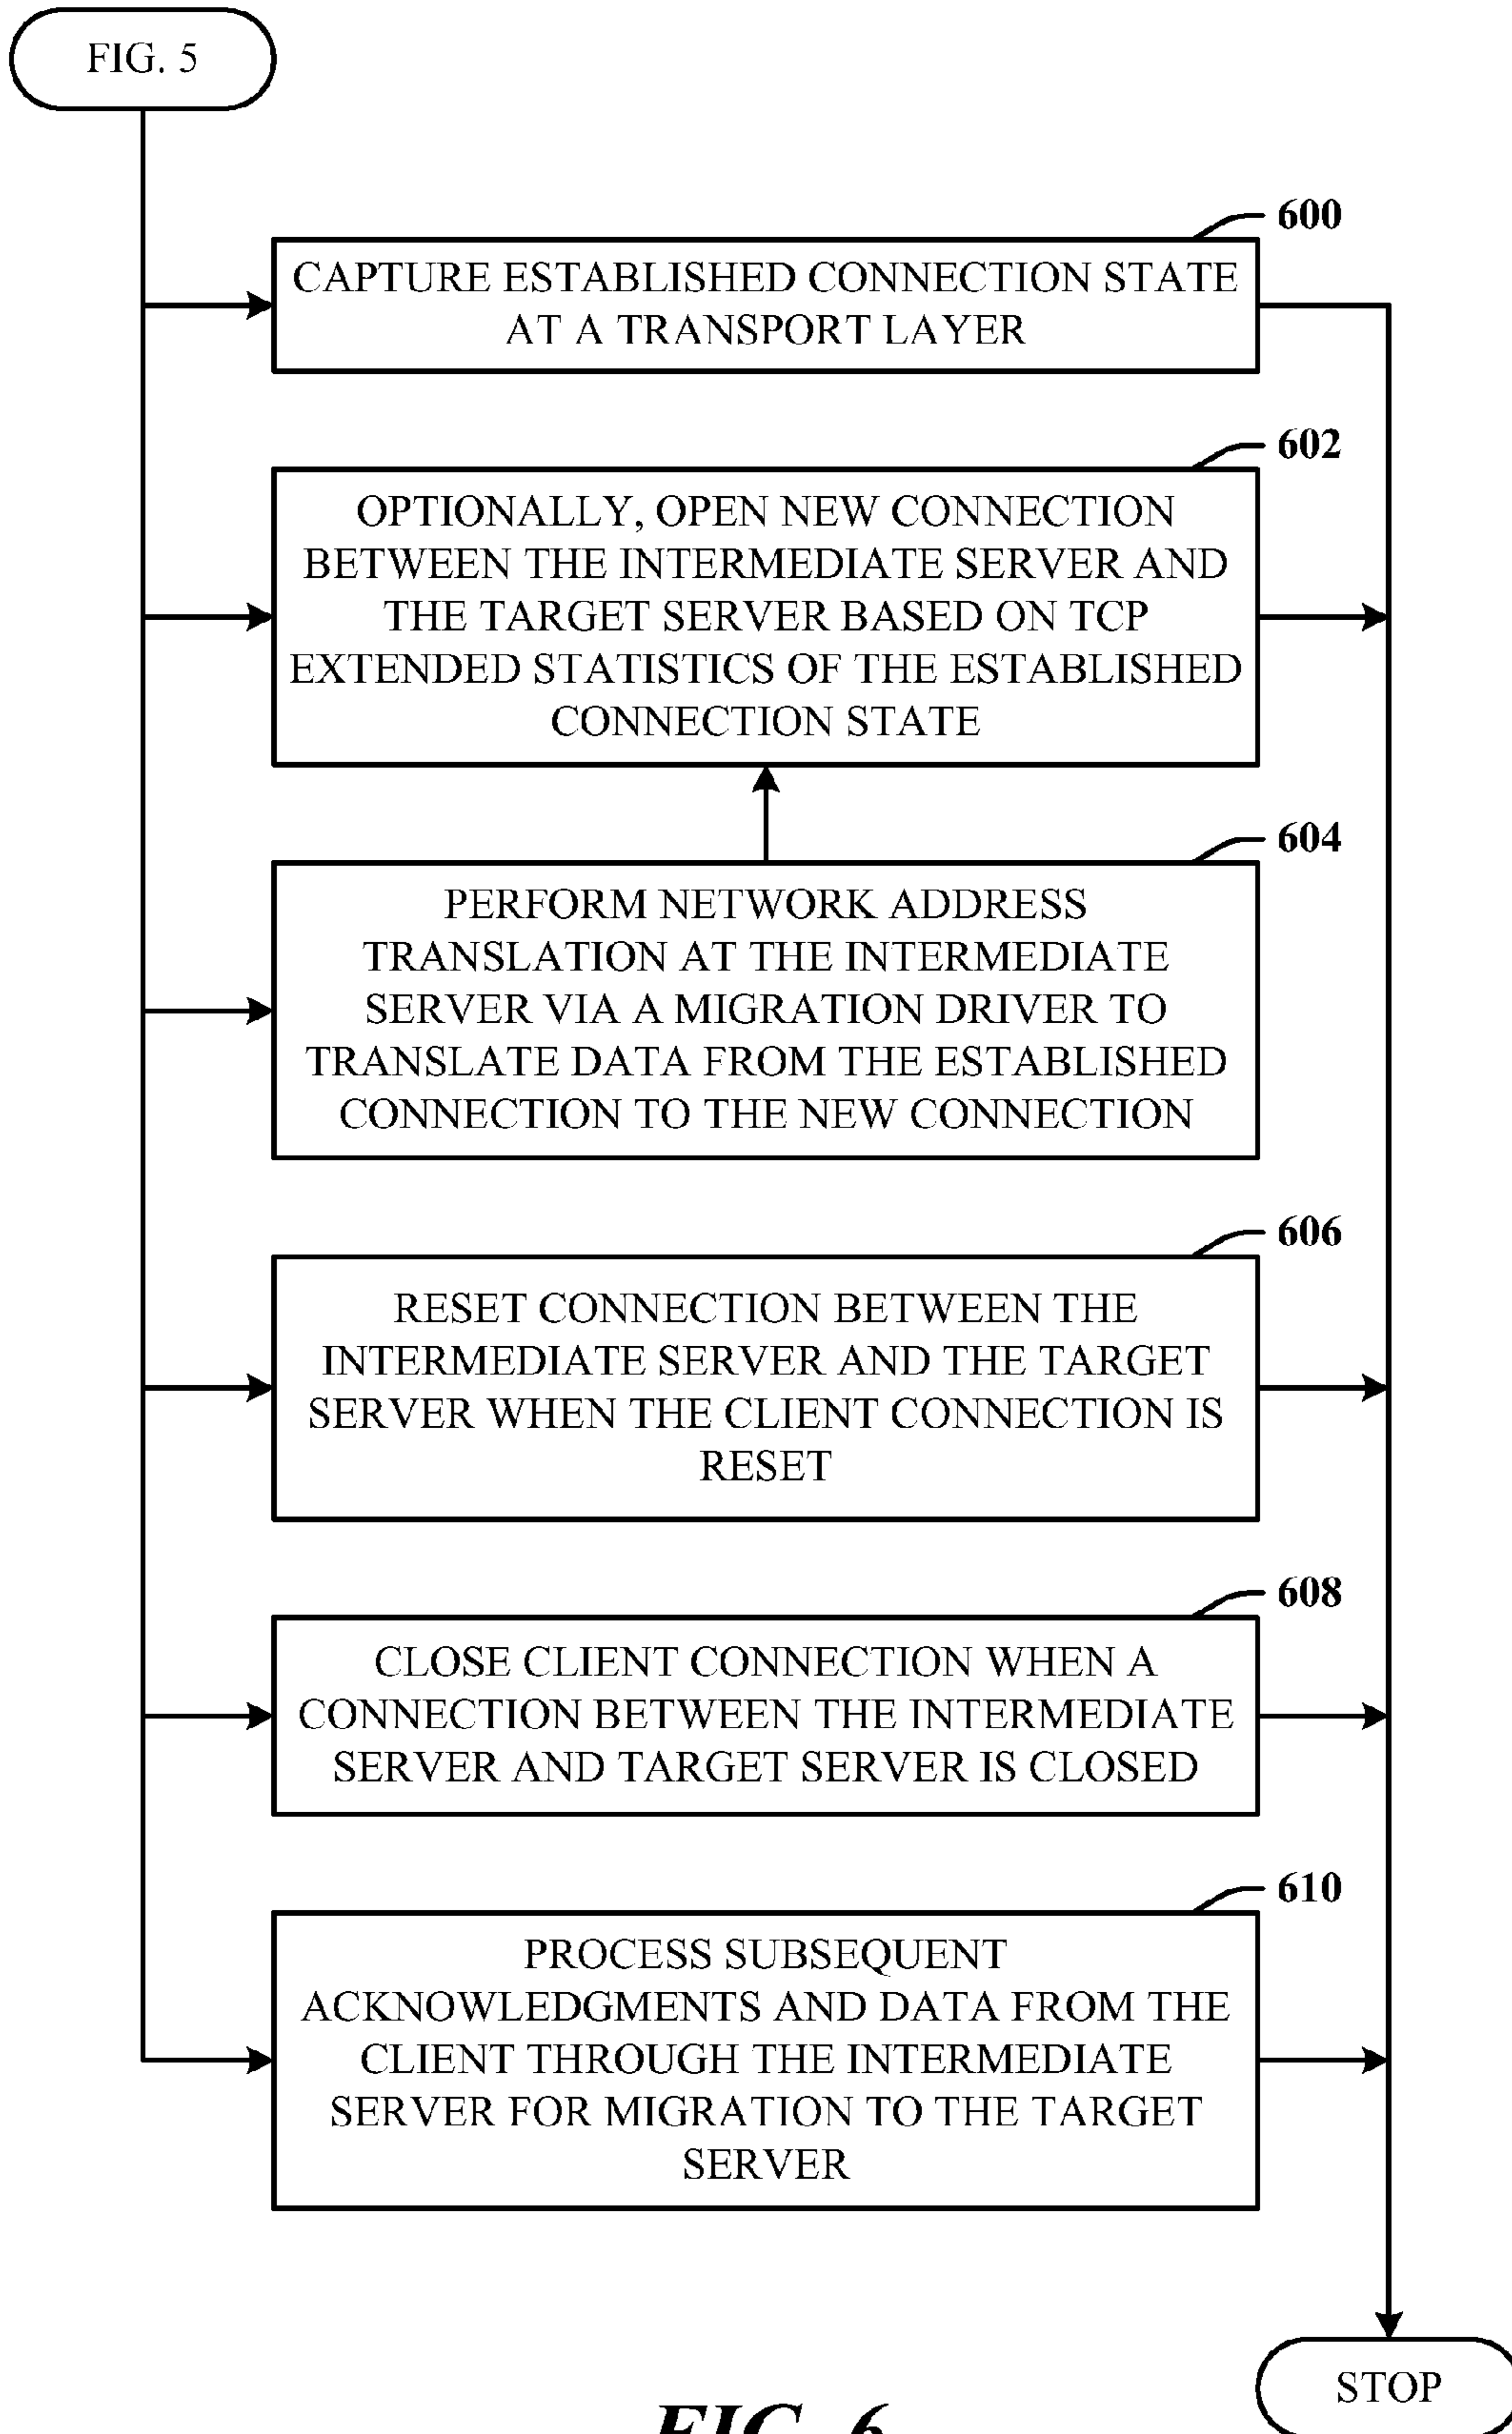 FIG. 5
600
CAPTURE ESTABLISHED CONNECTION STATE
AT A TRANSPORT LAYER
602
OPTIONALLY, OPEN NEW CONNECTION
BETWEEN THE INTERMEDIATE SERVER AND
THE TARGET SERVER BASED ON TCP
EXTENDED STATISTICS OF THE ESTABLISHED
CONNECTION STATE
604
PERFORM NETWORK ADDRESS
TRANSLATION AT THE INTERMEDIATE
SERVER VIA A MIGRATION DRIVER TO
TRANSLATE DATA FROM THE ESTABLISHED
CONNECTION TO THE NEW CONNECTION
606
RESET CONNECTION BETWEEN THE
INTERMEDIATE SERVER AND THE TARGET
SERVER WHEN THE CLIENT CONNECTION IS
RESET
608
CLOSE CLIENT CONNECTION WHEN A
CONNECTION BETWEEN THE INTERMEDIATE
SERVER AND TARGET SERVER IS CLOSED
610
PROCESS SUBSEQUENT
ACKNOWLEDGMENTS AND DATA FROM THE
CLIENT THROUGH THE INTERMEDIATE
SERVER FOR MIGRATION TO THE TARGET
SERVER
STOP
FIG. 6